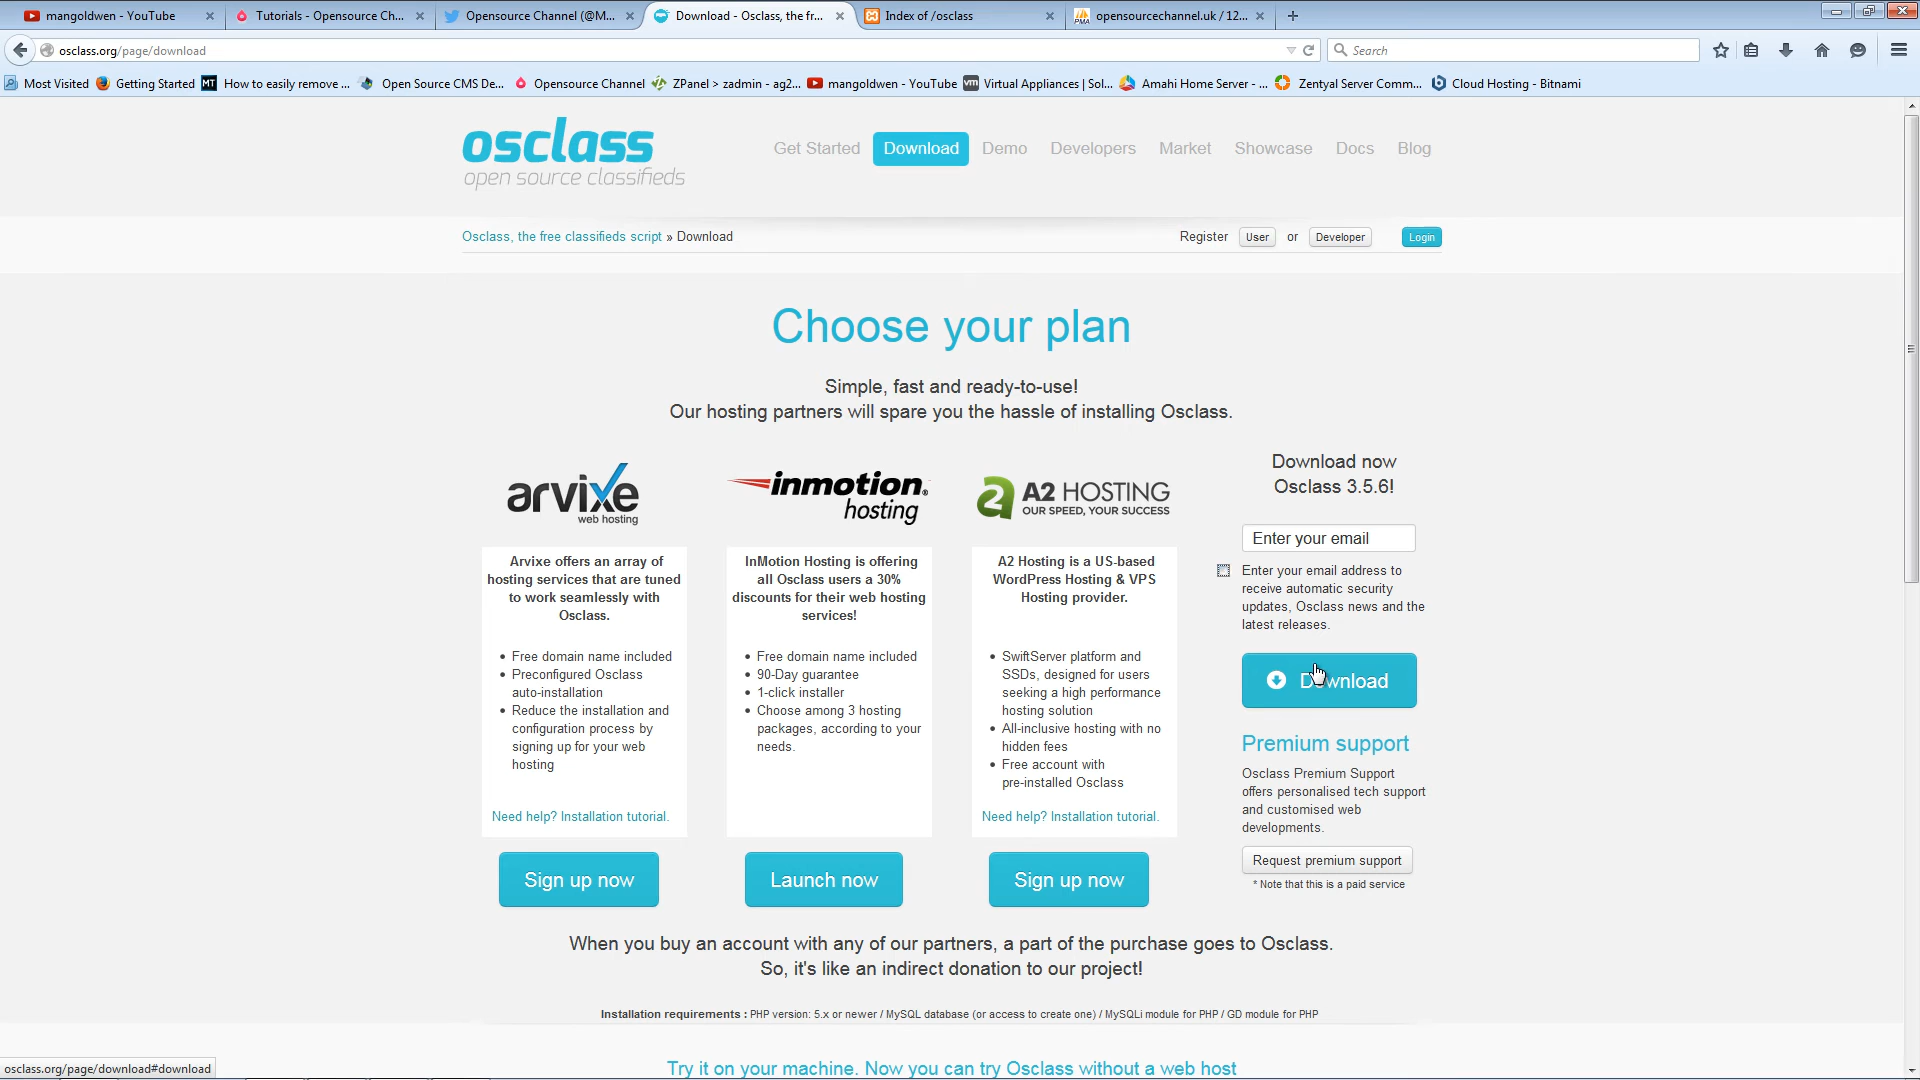 mangoldwen - YouTube
Tutorials - Opensource Ch...
Opensource Channel (@M...
Download - Osclass, the fr...
Index of /osclass
opensourcechannel.uk / 12...
osclass.org/page/download
Search
Most Visited
Getting Started
MT
How to easily remove ...
Open Source CMS De...
Opensource Channel
ZPanel > zadmin - ag2...
mangoldwen - YouTube
vm
Virtual Appliances | Sol...
Amahi Home Server - ...
Zentyal Server Comm...
Cloud Hosting - Bitnami
osclass
open source classifieds
Get Started
Download
Demo
Developers
Market
Showcase
Docs
Blog
Osclass, the free classifieds script » Download
Register User or Developer Login
Choose your plan
Simple, fast and ready-to-use!
Our hosting partners will spare you the hassle of installing Osclass.
arvixe
web hosting
Arvixe offers an array of
hosting services that are tuned
to work seamlessly with
Osclass.
• Free domain name included
• Preconfigured Osclass
auto-installation
• Reduce the installation and
configuration process by
signing up for your web
hosting
Need help? Installation tutorial.
Sign up now
inmotion
hosting
InMotion Hosting is offering
all Osclass users a 30%
discounts for their web hosting
services!
• Free domain name included
• 90-Day guarantee
• 1-click installer
• Choose among 3 hosting
packages, according to your
needs.
Launch now
A2 HOSTING
OUR SPEED, YOUR SUCCESS
A2 Hosting is a US-based
WordPress Hosting & VPS
Hosting provider.
• SwiftServer platform and
SSDs, designed for users
seeking a high performance
hosting solution
• All-inclusive hosting with no
hidden fees
• Free account with
pre-installed Osclass
Need help? Installation tutorial.
Sign up now
Download now
Osclass 3.5.6!
Enter your email
Enter your email address to
receive automatic security
updates, Osclass news and the
latest releases.
Download
Premium support
Osclass Premium Support
offers personalised tech support
and customised web
developments.
Request premium support
* Note that this is a paid service
When you buy an account with any of our partners, a part of the purchase goes to Osclass.
So, it's like an indirect donation to our project!
Installation requirements : PHP version: 5.x or newer / MySQL database (or access to create one) / MySQLi module for PHP / GD module for PHP
Try it on your machine. Now you can try Osclass without a web host
osclass.org/page/download#download